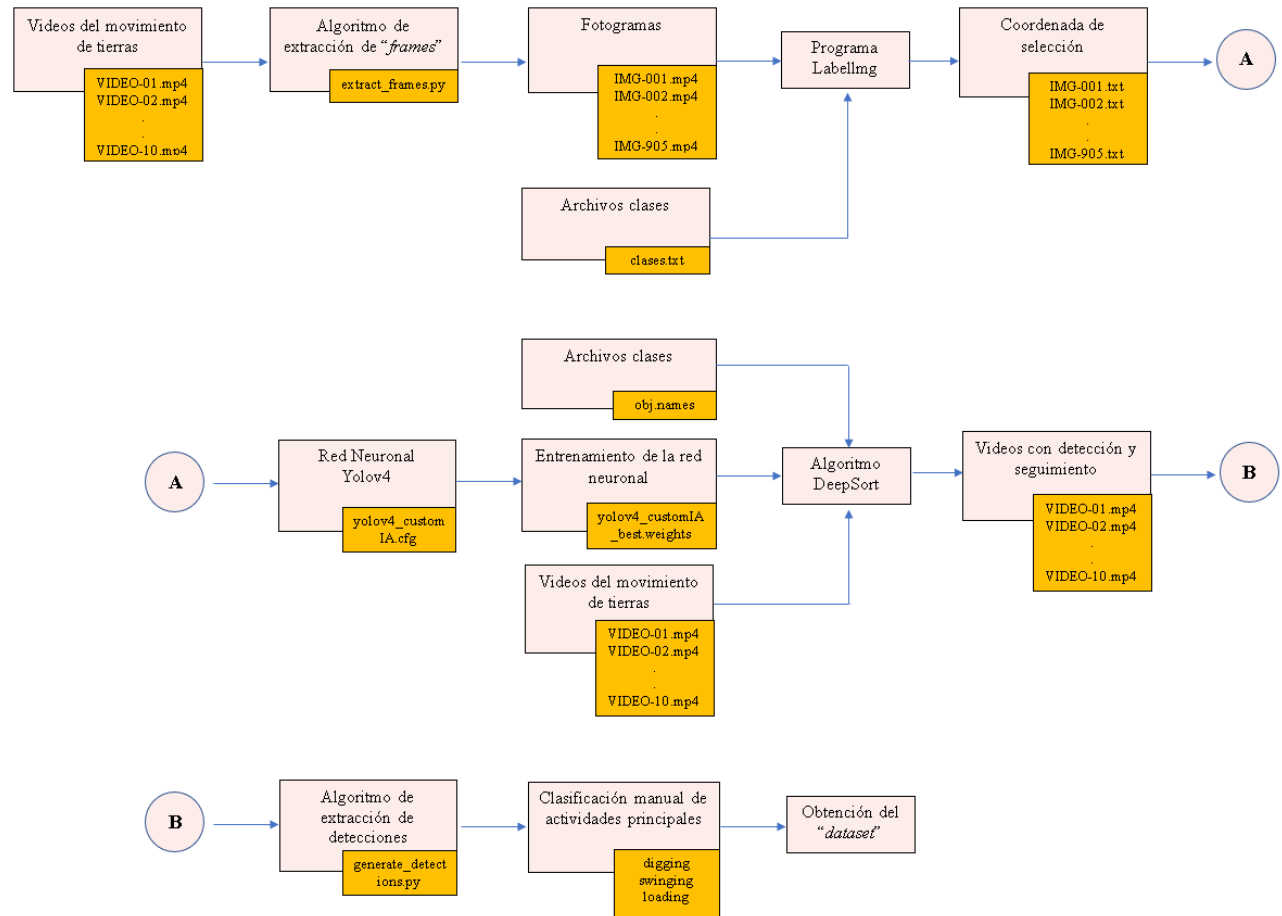 Videos del movimiento
de tierras
VIDEO-01.mp4
VIDEO-02.mp4
.
.
VIDEO-10.mp4
Algoritmo de
extracción de “frames”
extract_frames.py
Fotogramas
IMG-001.mp4
IMG-002.mp4
.
.
IMG-905.mp4
Programa
LabelImg
Coordenada de
selección
IMG-001.txt
IMG-002.txt
.
.
IMG-905.txt
A
Archivos clases
clases.txt
Archivos clases
obj.names
A
Red Neuronal
Yolov4
yolov4_custom
IA.cfg
Entrenamiento de la red
neuronal
yolov4_customIA
_best.weights
Algoritmo
DeepSort
Videos con detección y
seguimiento
VIDEO-01.mp4
VIDEO-02.mp4
.
.
VIDEO-10.mp4
B
Videos del movimiento
de tierras
VIDEO-01.mp4
VIDEO-02.mp4
.
.
VIDEO-10.mp4
B
Algoritmo de
extracción de
detecciones
generate_detect
ions.py
Clasificación manual de
actividades principales
digging
swinging
loading
Obtención del
“dataset”